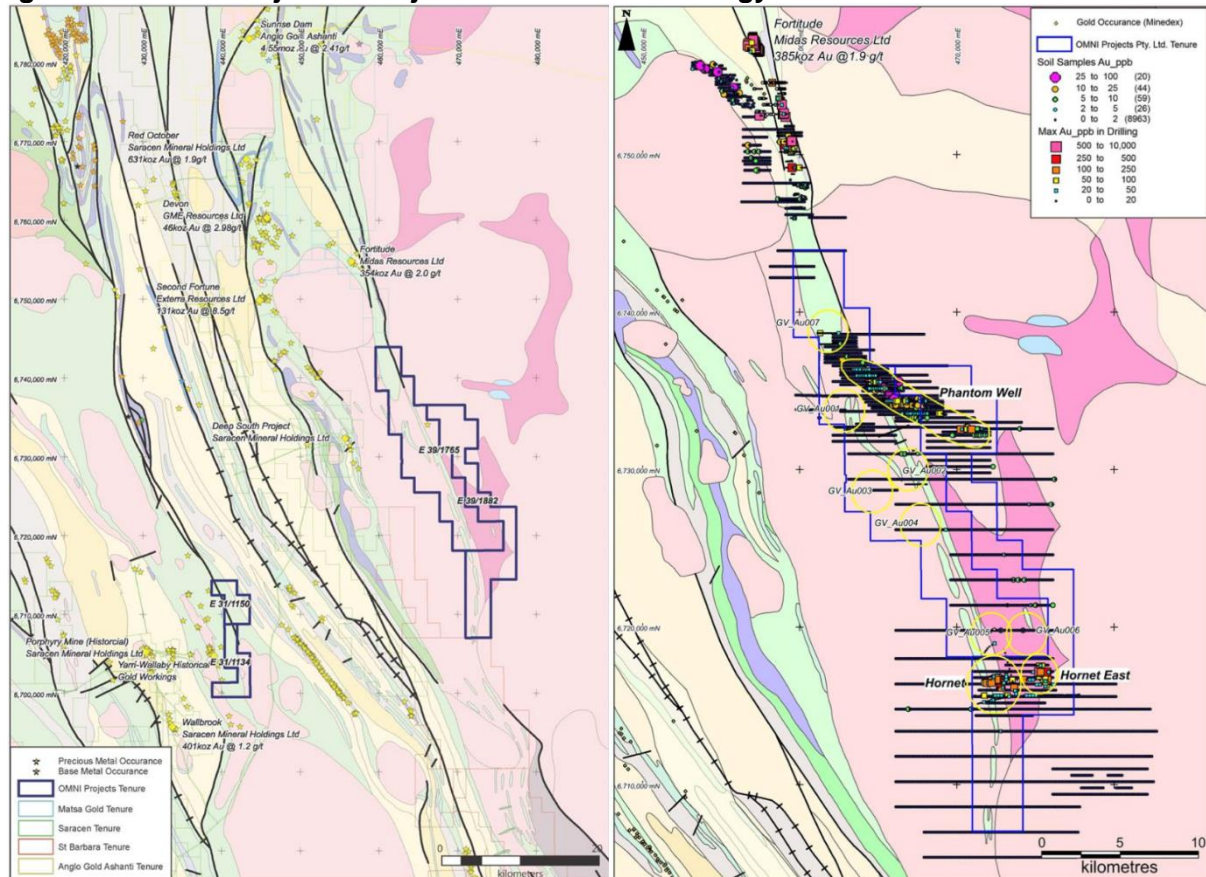 Sunrise Dam
Anglo Gold Ashanti
4.55moz Au @ 2.41g/t
420,000 mE
430,000 mE
440,000 mE
450,000 mE
460,000 mE
470,000 mE
480,000 mE
6,780,000 mN
6,770,000 mN
6,760,000 mN
6,750,000 mN
6,740,000 mN
6,730,000 mN
6,720,000 mN
6,710,000 mN
6,700,000 mN
Red October
Saracen Mineral Holdings Ltd
631koz Au @ 1.9g/t
Devon
GME Resources Ltd
46koz Au @ 2.98g/t
Fortitude
Midas Resources Ltd
354koz Au @ 2.0 g/t
Second Fortune
Exterra Resources Ltd
131koz Au @ 8.5g/t
Deep South Project
Saracen Mineral Holdings Ltd
E 39/1765
E 39/1882
E 31/1150
E 31/1134
Porphyry Mine (Historcial)
Saracen Mineral Holdings Ltd
Yarri-Wallaby Historical
Gold Workings
Wallbrook
Saracen Mineral Holdings Ltd
401koz Au @ 1.2 g/t
Precious Metal Occurance
Base Metal Occurance
OMNI Projects Tenure
Matsa Gold Tenure
Saracen Tenure
St Barbara Tenure
Anglo Gold Ashanti Tenure
0 20
kilometers
N
Fortitude
Midas Resources Ltd
385koz Au @1.9 g/t
450,000 mE
470,000 mE
6,750,000 mN
6,740,000 mN
6,730,000 mN
6,720,000 mN
6,710,000 mN
Gold Occurance (Minedex)
OMNI Projects Pty. Ltd. Tenure
Soil Samples Au_ppb
25 to 100 (20)
10 to 25 (44)
5 to 10 (59)
2 to 5 (26)
0 to 2 (8963)
Max Au_ppb in Drilling
500 to 10,000
250 to 500
100 to 250
50 to 100
20 to 50
0 to 20
GV_Au007
Phantom Well
GV_Au001
GV_Au002
GV_Au003
GV_Au004
GV_Au005
GV_Au006
Hornet
Hornet East
0 5 10
kilometres